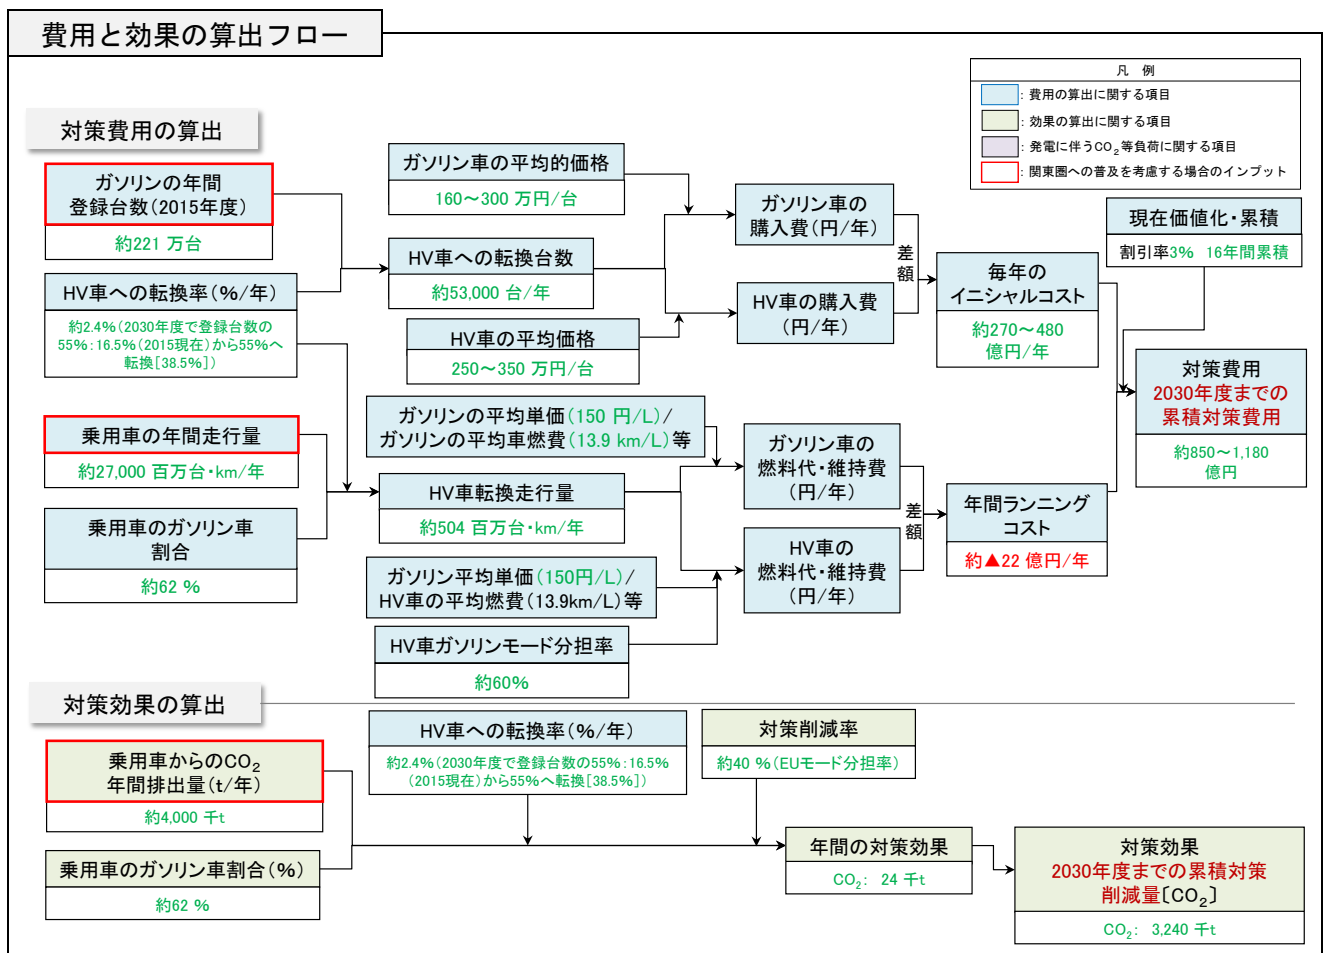 費用と効果の算出フロー
凡 例
：費用の算出に関する項目
：効果の算出に関する項目
：発電に伴うCO₂等負荷に関する項目
：関東圏への普及を考慮する場合のインプット
対策費用の算出
ガソリンの年間
登録台数（2015年度）
約221 万台
HV車への転換率（％/年）
約2.4％（2030年度で登録台数の
55％：16.5％（2015現在）から55％へ
転換［38.5％］）
ガソリン車の平均的価格
160～300 万円/台
HV車への転換台数
約53,000 台/年
HV車の平均価格
250～350 万円/台
ガソリン車の
購入費（円/年）
HV車の購入費
（円/年）
差
額
毎年の
イニシャルコスト
約270～480
億円/年
現在価値化・累積
割引率3％ 16年間累積
対策費用
2030年度までの
累積対策費用
約850～1,180
億円
乗用車の年間走行量
約27,000 百万台・km/年
乗用車のガソリン車
割合
約62 ％
ガソリンの平均単価（150 円/L）/
ガソリンの平均車燃費（13.9 km/L）等
HV車転換走行量
約504 百万台・km/年
ガソリン平均単価（150円/L）/
HV車の平均燃費（13.9km/L）等
HV車ガソリンモード分担率
約60％
ガソリン車の
燃料代・維持費
（円/年）
HV車の
燃料代・維持費
（円/年）
差
額
年間ランニング
コスト
約▲22 億円/年
対策効果の算出
乗用車からのCO₂
年間排出量（t/年）
約4,000 千t
乗用車のガソリン車割合（％）
約62 ％
HV車への転換率（％/年）
約2.4％（2030年度で登録台数の55％：16.5％
（2015現在）から55％へ転換［38.5％］）
対策削減率
約40 ％（EUモード分担率）
年間の対策効果
CO₂： 24 千t
対策効果
2030年度までの累積対策
削減量〔CO₂〕
CO₂： 3,240 千t